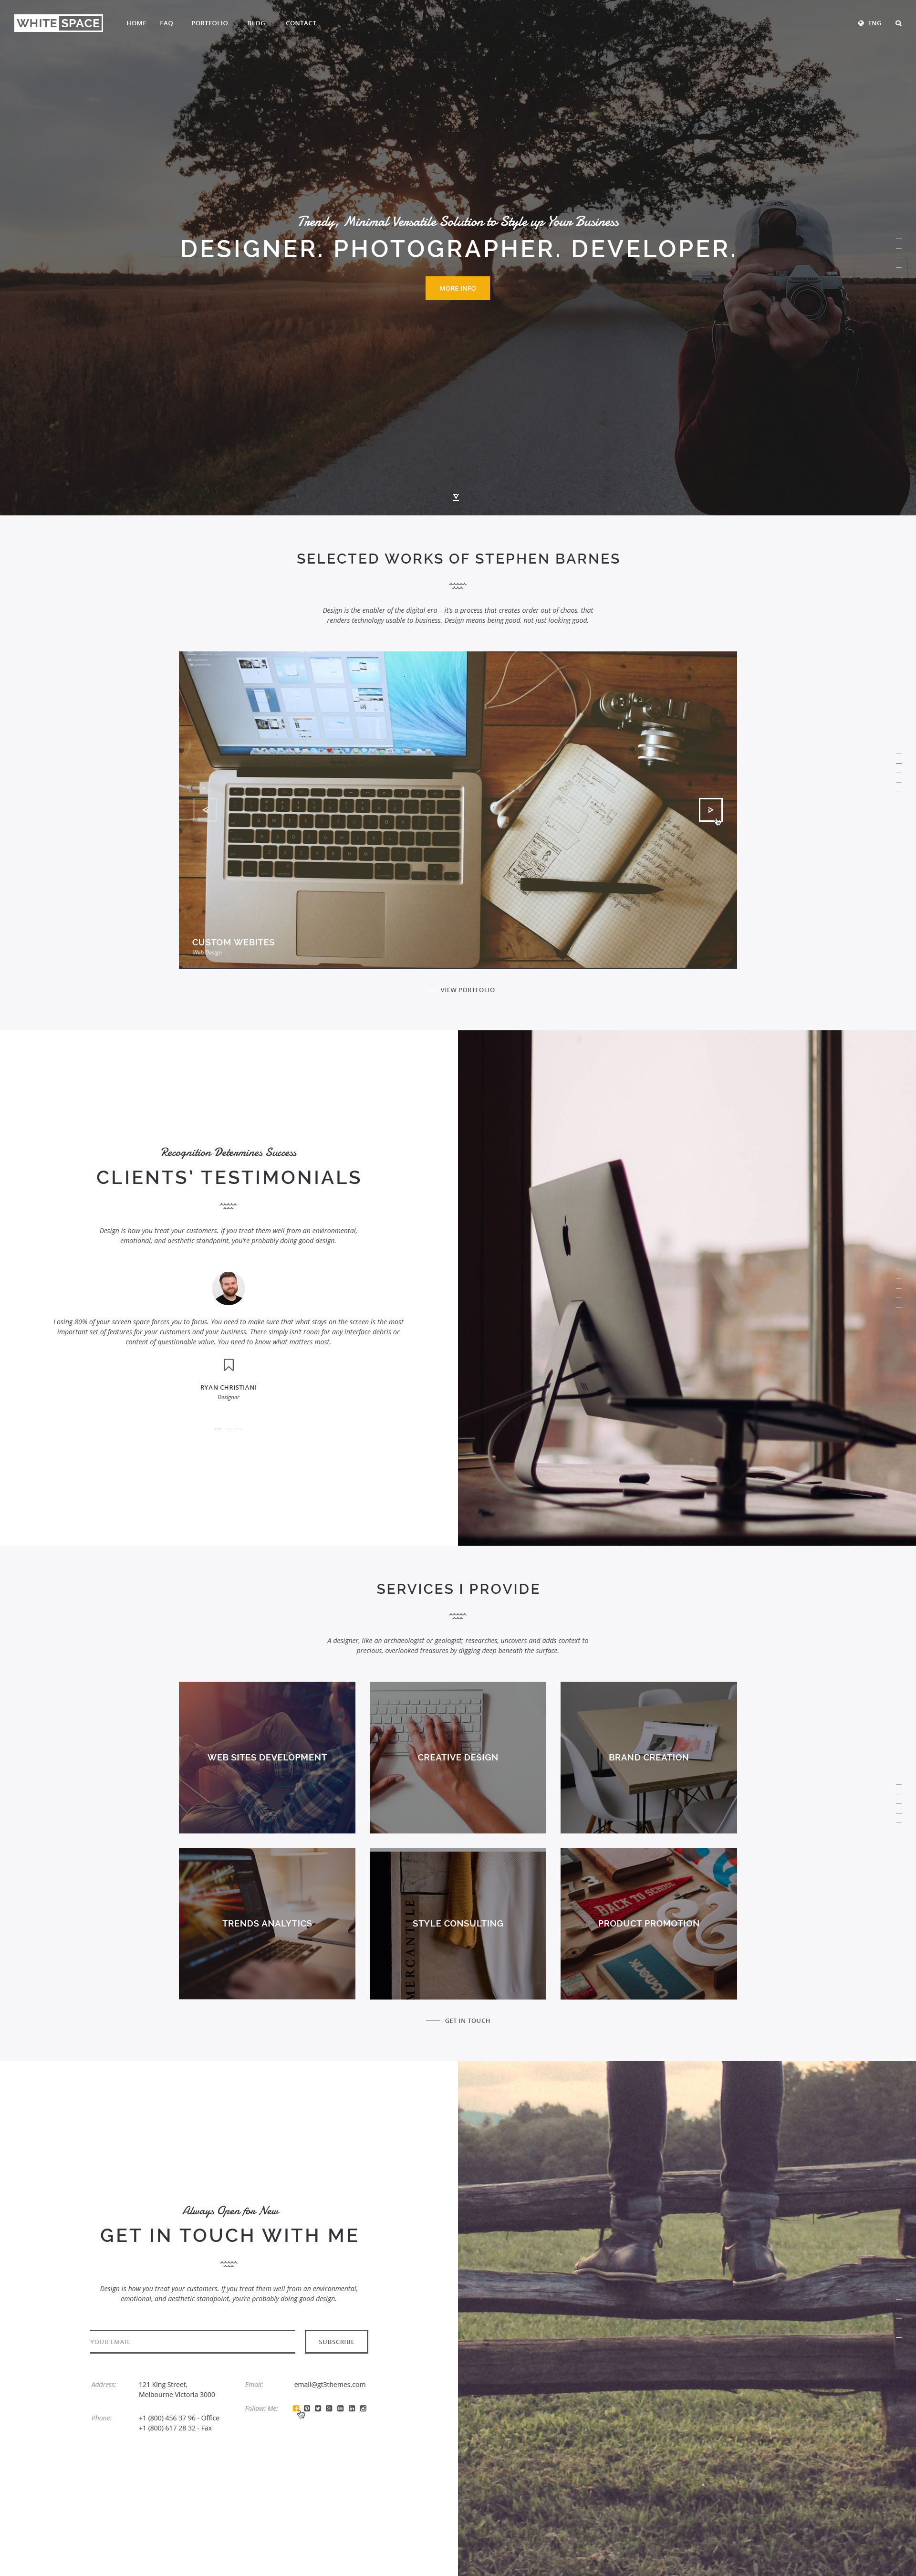 WHITE SPACE
HOME FAQ PORTFOLIO BLOG CONTACT
ENG
Trendy, Minimal Versatile Solution to Style up Your Business
DESIGNER. PHOTOGRAPHER. DEVELOPER.
MORE INFO
SELECTED WORKS OF STEPHEN BARNES
Design is the enabler of the digital era – it's a process that creates order out of chaos, that
renders technology usable to business. Design means being good, not just looking good.
CUSTOM WEBITES
Web Design
VIEW PORTFOLIO
Recognition Determines Success
CLIENTS' TESTIMONIALS
Design is how you treat your customers. If you treat them well from an environmental,
emotional, and aesthetic standpoint, you're probably doing good design.
Losing 80% of your screen space forces you to focus. You need to make sure that what stays on the screen is the most
important set of features for your customers and your business. There simply isn't room for any interface debris or
content of questionable value. You need to know what matters most.
RYAN CHRISTIANI
Designer
SERVICES I PROVIDE
A designer, like an archaeologist or geologist; researches, uncovers and adds context to
precious, overlooked treasures by digging deep beneath the surface.
WEB SITES DEVELOPMENT
CREATIVE DESIGN
BRAND CREATION
TRENDS ANALYTICS
MERCANTILE
STYLE CONSULTING
BACK TO SCHOOL
PRODUCT PROMOTION
GET IN TOUCH
Always Open for New
GET IN TOUCH WITH ME
Design is how you treat your customers. If you treat them well from an environmental,
emotional, and aesthetic standpoint, you're probably doing good design.
YOUR EMAIL
SUBSCRIBE
Address: 121 King Street,
Melbourne Victoria 3000
Email: email@gt3themes.com
Follow Me:
Phone: +1 (800) 456 37 96 - Office
+1 (800) 617 28 32 - Fax